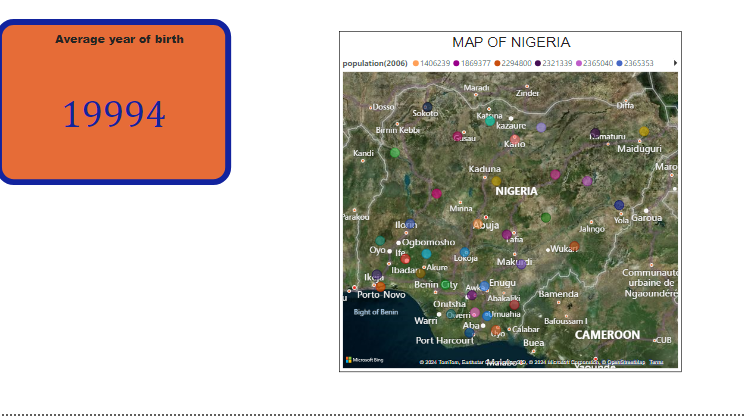 Average year of birth
19994
MAP OF NIGERIA
population(2006) 1406239 1869377 2294800 2321339 2365040 2365353
Maradi
Zinder
Dosso
Sokoto
Katsina
Diffa
Birnin Kebbi
kazaure
Gusau
Kano
Damaturu
Maiduguri
Kandi
Kaduna
Maro
NIGERIA
Minna
Parakou
Ilorin
Abuja
Yola
Garoua
Jalingo
Lafia
Ogbomosho
Oyo
Ife
Wukari
Lokoja
Makurdi
Ibadan
Akure
Communauté
urbaine de
Ngaoundéré
Ikeja
Benin City
Enugu
Awka
Porto-Novo
Abakaliki
Bamenda
Onitsha
Bight of Benin
Owerri
Umuahia
Warri
Aba
Uyo
Calabar
Bafoussam I
CAMEROON
Port Harcourt
Buea
CUB
Malabo
Yaounde
Microsoft Bing
© 2024 TomTom, Earthstar Geographics SIO, © 2024 Microsoft Corporation, © OpenStreetMap Terms